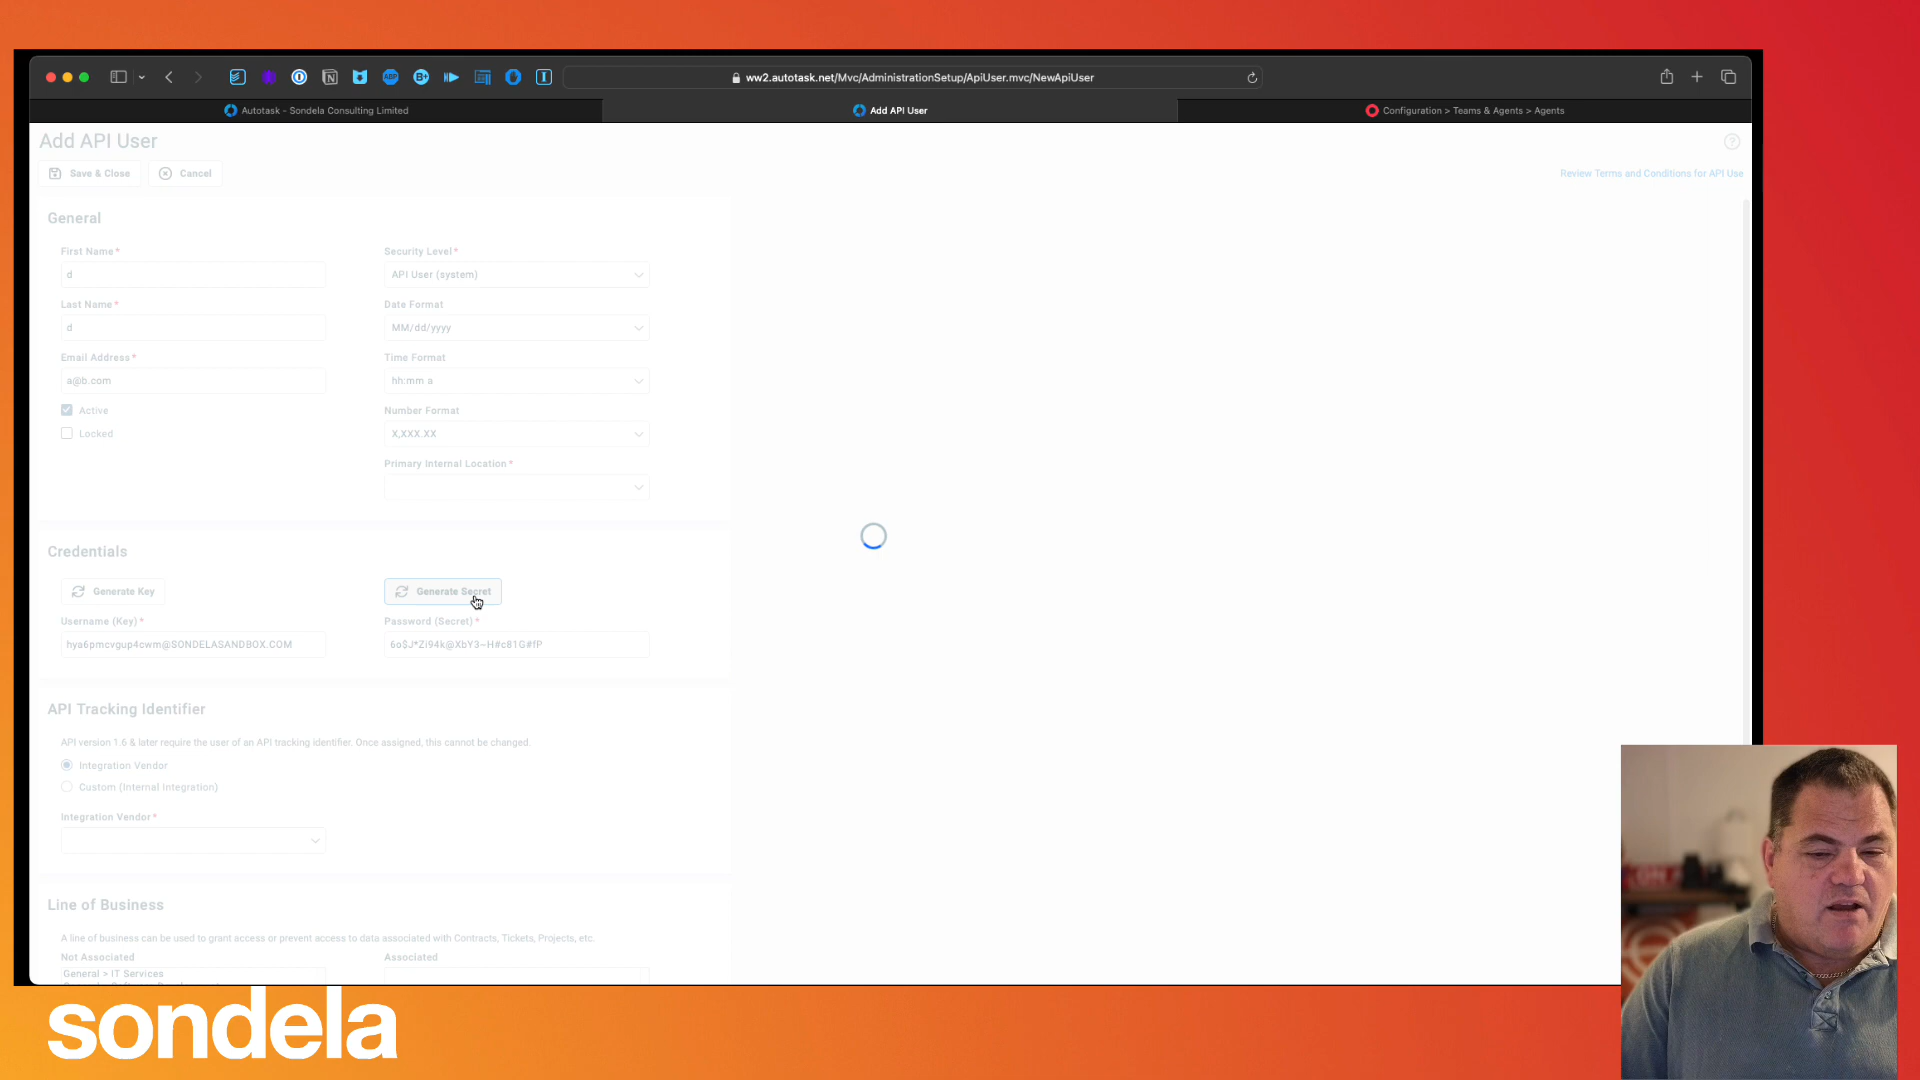 ww2.autotask.net/Mvc/AdministrationSetup/ApiUser.mvc/NewApiUser
Autotask - Sondela Consulting Limited
Add API User
Configuration > Teams & Agents > Agents
Add API User
Save & Close
Cancel
Review Terms and Conditions for API Use
General
First Name*
Security Level*
d
API User (system)
Last Name*
Date Format
d
MM/dd/yyyy
Email Address*
Time Format
a@b.com
hh:mm a
Active
Number Format
Locked
X,XXX.XX
Primary Internal Location*
Credentials
Generate Key
Generate Secret
Username (Key)*
Password (Secret)*
hya6pmcvgup4cwm@SONDELASANDBOX.COM
6o$J*Zi94k@XbY3~H#c81G#fP
API Tracking Identifier
API version 1.6 & later require the user of an API tracking identifier. Once assigned, this cannot be changed.
Integration Vendor
Custom (Internal Integration)
Integration Vendor*
Line of Business
A line of business can be used to grant access or prevent access to data associated with Contracts, Tickets, Projects, etc.
Not Associated
Associated
General > IT Services
sondela